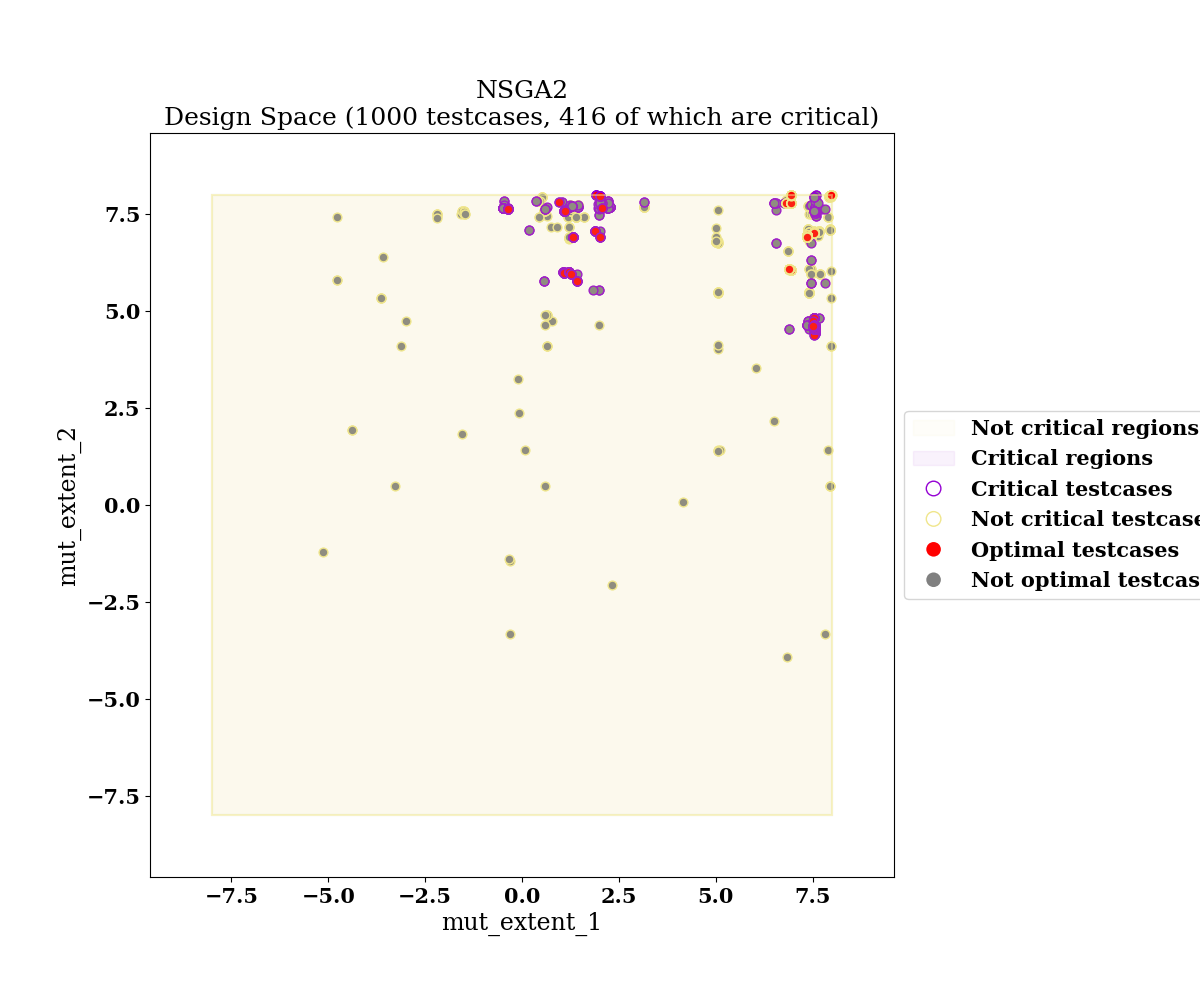 NSGA2
Design Space (1000 testcases, 416 of which are critical)
mut_extent_2
7.5
5.0
2.5
0.0
−2.5
−5.0
−7.5
−7.5
−5.0
−2.5
0.0
2.5
5.0
7.5
mut_extent_1
Not critical regions
Critical regions
Critical testcases
Not critical testcase
Optimal testcases
Not optimal testcas